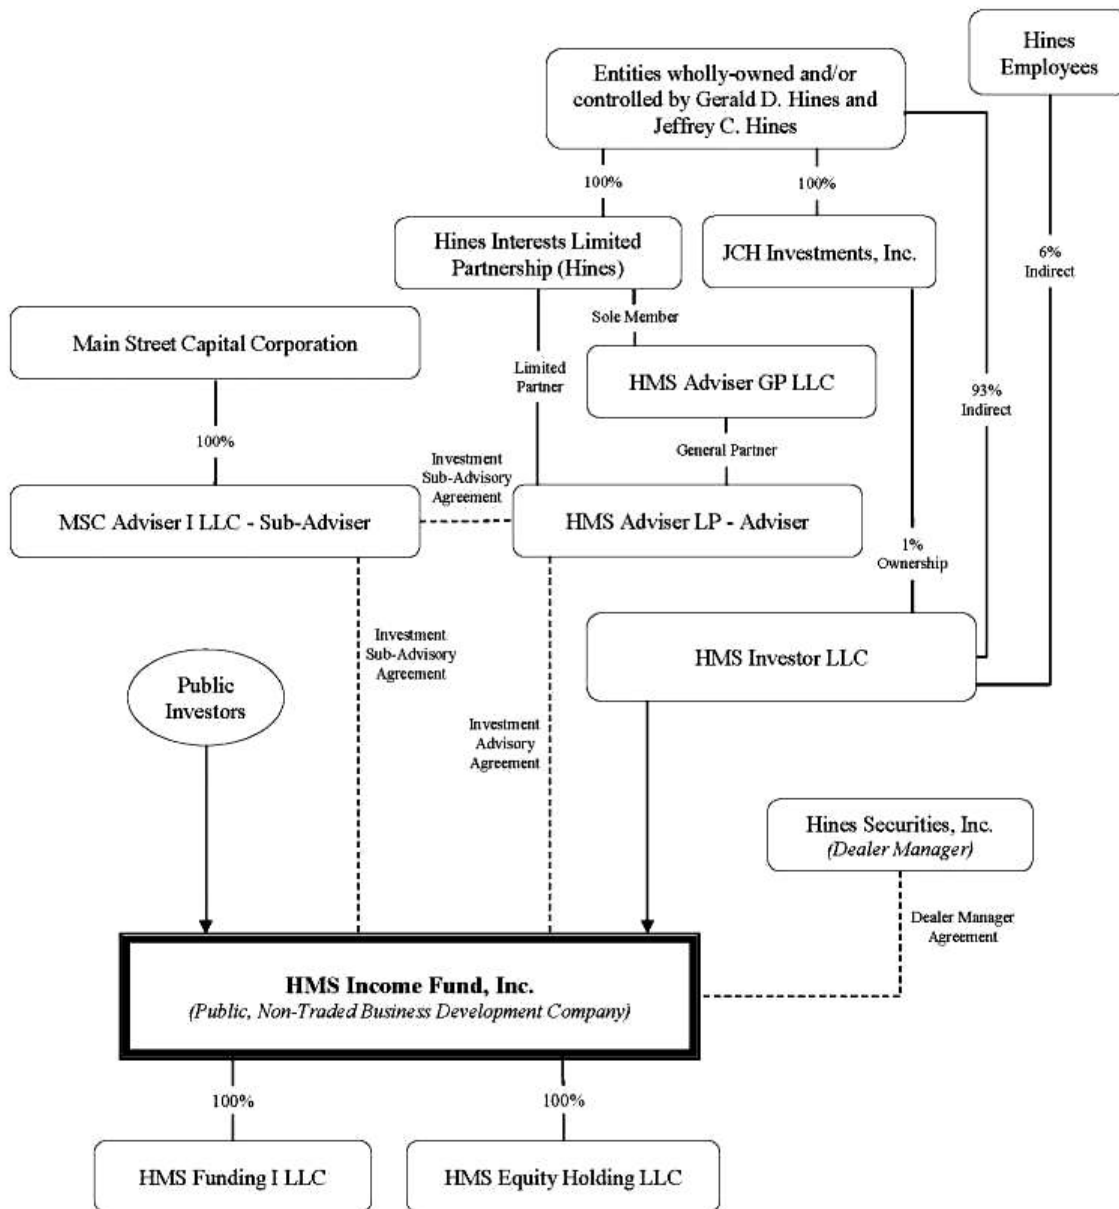 Hines
Employees
Entities wholly-owned and/or
controlled by Gerald D. Hines and
Jeffrey C. Hines
100%
100%
Hines Interests Limited
Partnership (Hines)
JCH Investments, Inc.
6%
Indirect
Sole Member
Main Street Capital Corporation
Limited
Partner
HMS Adviser GP LLC
93%
Indirect
100%
General Partner
Investment
Sub-Advisory
Agreement
MSC Adviser I LLC - Sub-Adviser
HMS Adviser LP - Adviser
1%
Ownership
Investment
Sub-Advisory
Agreement
HMS Investor LLC
Public
Investors
Investment
Advisory
Agreement
Hines Securities, Inc.
(Dealer Manager)
Dealer Manager
Agreement
HMS Income Fund, Inc.
(Public, Non-Traded Business Development Company)
100%
100%
HMS Funding I LLC
HMS Equity Holding LLC